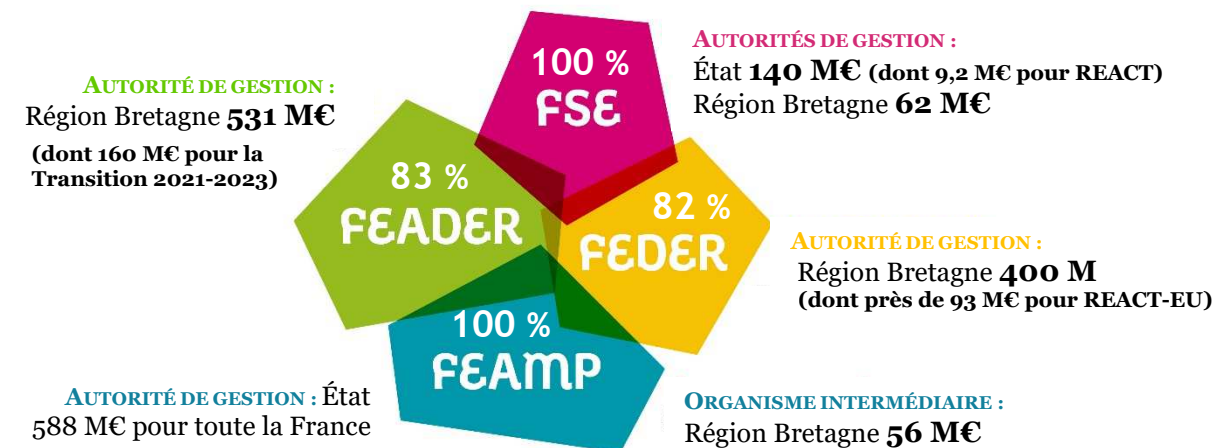 100 %
FSE
AUTORITÉS DE GESTION :
État 140 M€ (dont 9,2 M€ pour REACT)
Région Bretagne 62 M€
AUTORITÉ DE GESTION :
Région Bretagne 531 M€
(dont 160 M€ pour la
Transition 2021-2023)
83 %
FEADER
82 %
FEDER
AUTORITÉ DE GESTION :
Région Bretagne 400 M
(dont près de 93 M€ pour REACT-EU)
100 %
FEAMP
AUTORITÉ DE GESTION : État
588 M€ pour toute la France
ORGANISME INTERMÉDIAIRE :
Région Bretagne 56 M€